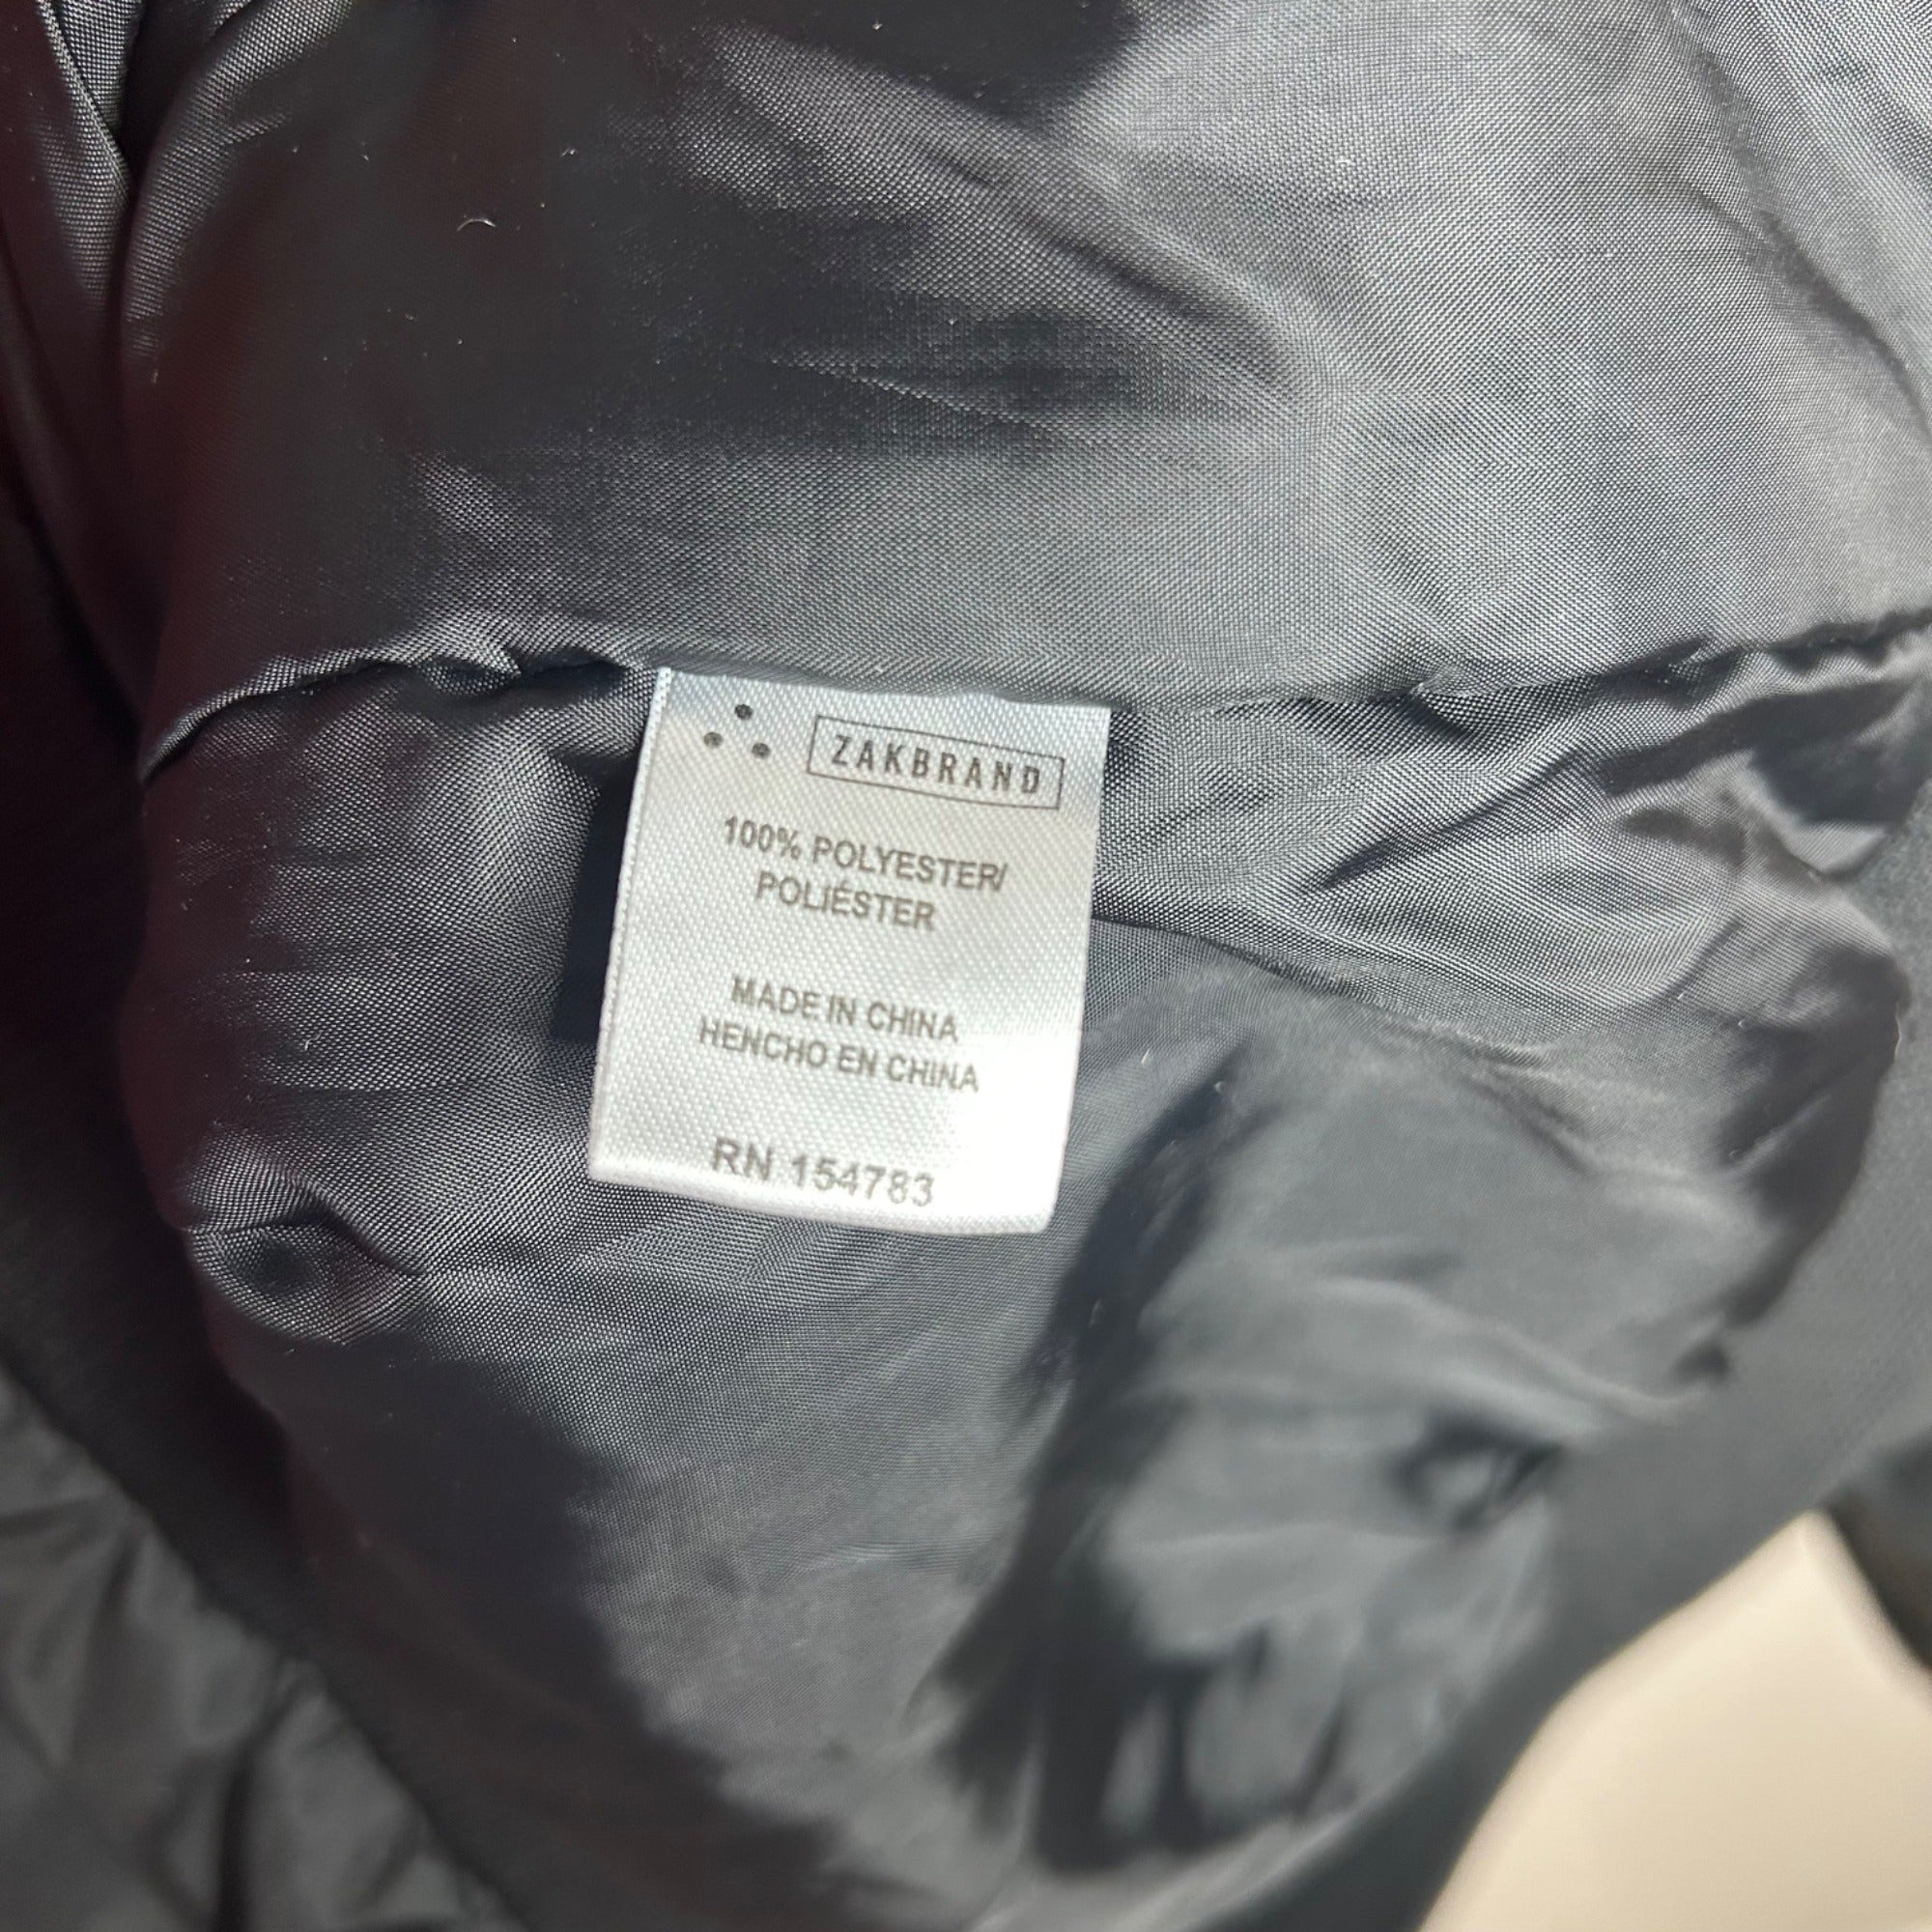 ZAKBRAND
100% POLYESTER/
POLIÉSTER
MADE IN CHINA
HENCHO EN CHINA
RN 154783